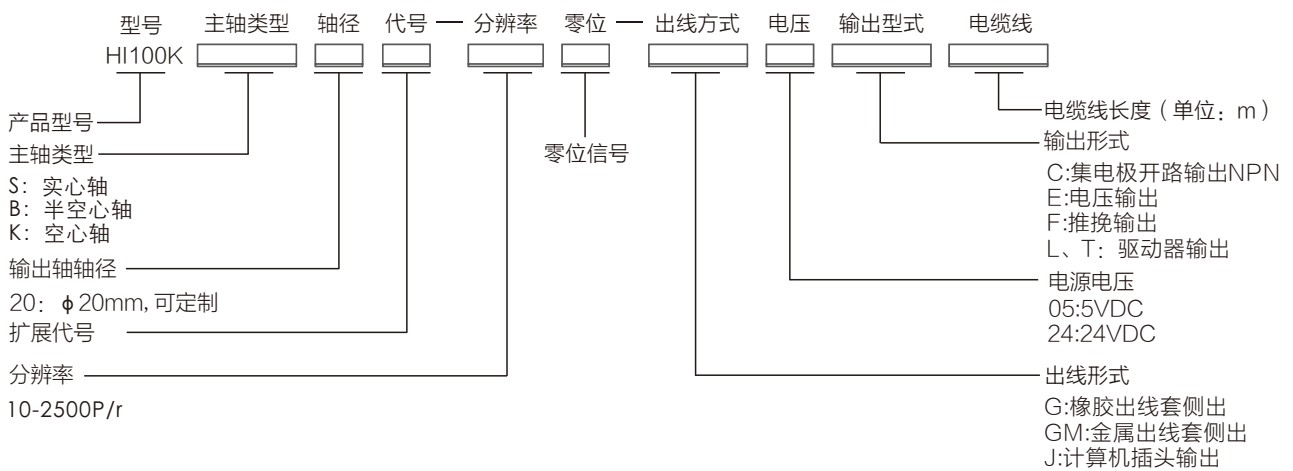 型号 主轴类型 轴径 代号 — 分辨率 零位 — 出线方式 电压 输出型式 电缆线
HI100K
产品型号
主轴类型
S：实心轴
B：半空心轴
K：空心轴
输出轴轴径
20：ϕ20mm,可定制
扩展代号
分辨率
10-2500P/r
零位信号
电缆线长度（单位：m）
输出形式
C:集电极开路输出NPN
E:电压输出
F:推挽输出
L、T：驱动器输出
电源电压
05:5VDC
24:24VDC
出线形式
G:橡胶出线套侧出
GM:金属出线套侧出
J:计算机插头输出